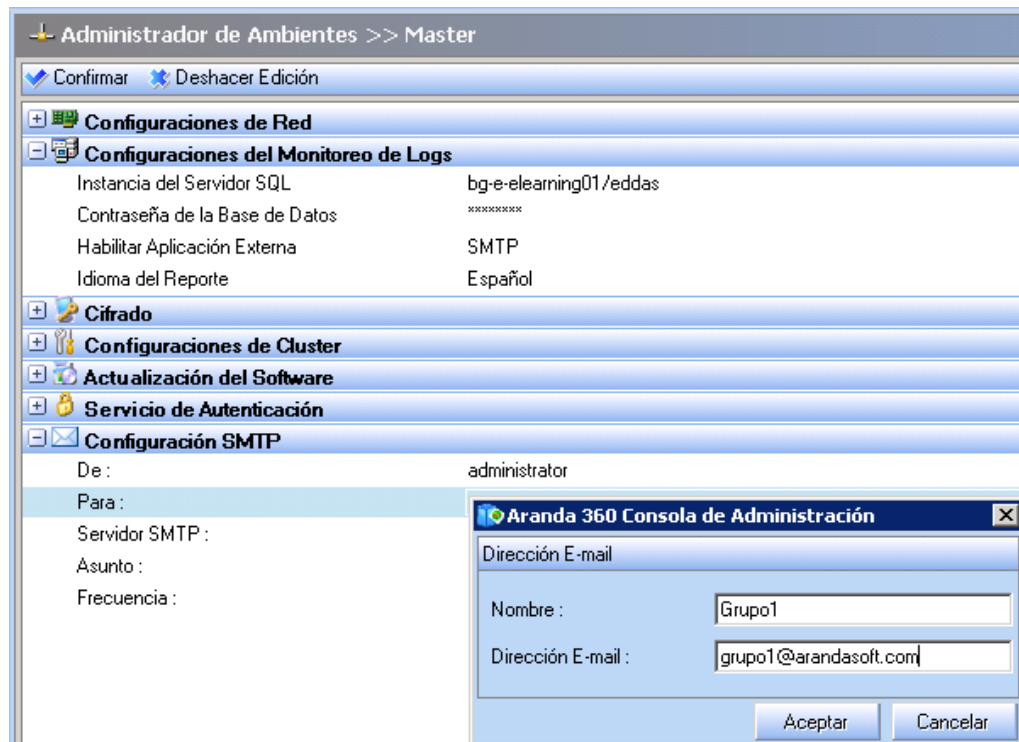 Administrador de Ambientes >> Master
Confirmar Deshacer Edición
Configuraciones de Red
Configuraciones del Monitoreo de Logs
Instancia del Servidor SQL bg-e-elearning01/eddas
Contraseña de la Base de Datos ××××××××
Habilitar Aplicación Externa SMTP
Idioma del Reporte Español
Cifrado
Configuraciones de Cluster
Actualización del Software
Servicio de Autenticación
Configuración SMTP
De : administrator
Para :
Servidor SMTP :
Asunto :
Frecuencia :
Aranda 360 Consola de Administración
Dirección E-mail
Nombre : Grupo1
Dirección E-mail : grupo1@arandasoft.com
Aceptar Cancelar